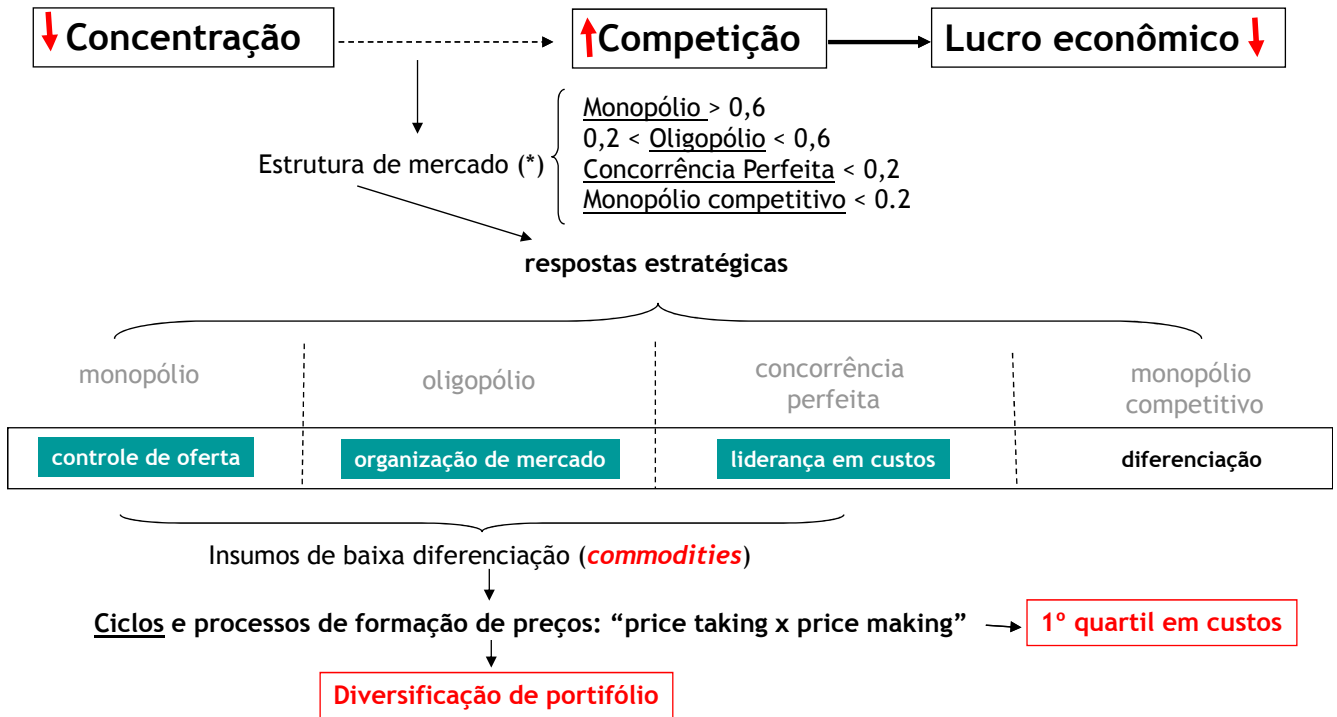 Concentração
Competição
Lucro econômico
Monopólio > 0,6
0,2 < Oligopólio < 0,6
Estrutura de mercado (*)
Concorrência Perfeita < 0,2
Monopólio competitivo < 0.2
respostas estratégicas
monopólio
oligopólio
concorrência
perfeita
monopólio
competitivo
controle de oferta
organização de mercado
liderança em custos
diferenciação
Insumos de baixa diferenciação (commodities)
Ciclos e processos de formação de preços: “price taking x price making”
1º quartil em custos
Diversificação de portifólio